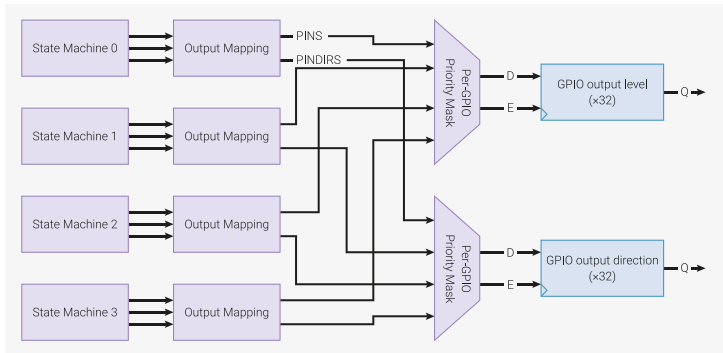 State Machine 0
Output Mapping
PINS
PINDIRS
Per-GPIO
Priority Mask
D
E
GPIO output level
(×32)
Q
State Machine 1
Output Mapping
State Machine 2
Output Mapping
Per-GPIO
Priority Mask
D
E
GPIO output direction
(×32)
Q
State Machine 3
Output Mapping